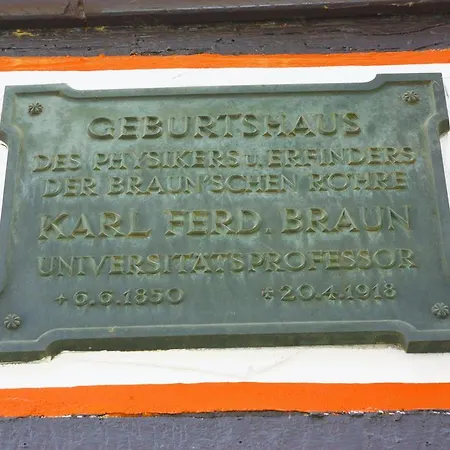 GEBURTSHAUS
DES PHYSIKERS u. ERFINDERS
DER BRAUN'SCHEN RÖHRE
KARL FERD. BRAUN
UNIVERSITÄTSPROFESSOR
+ 6.6.1850 * 20.4.1918